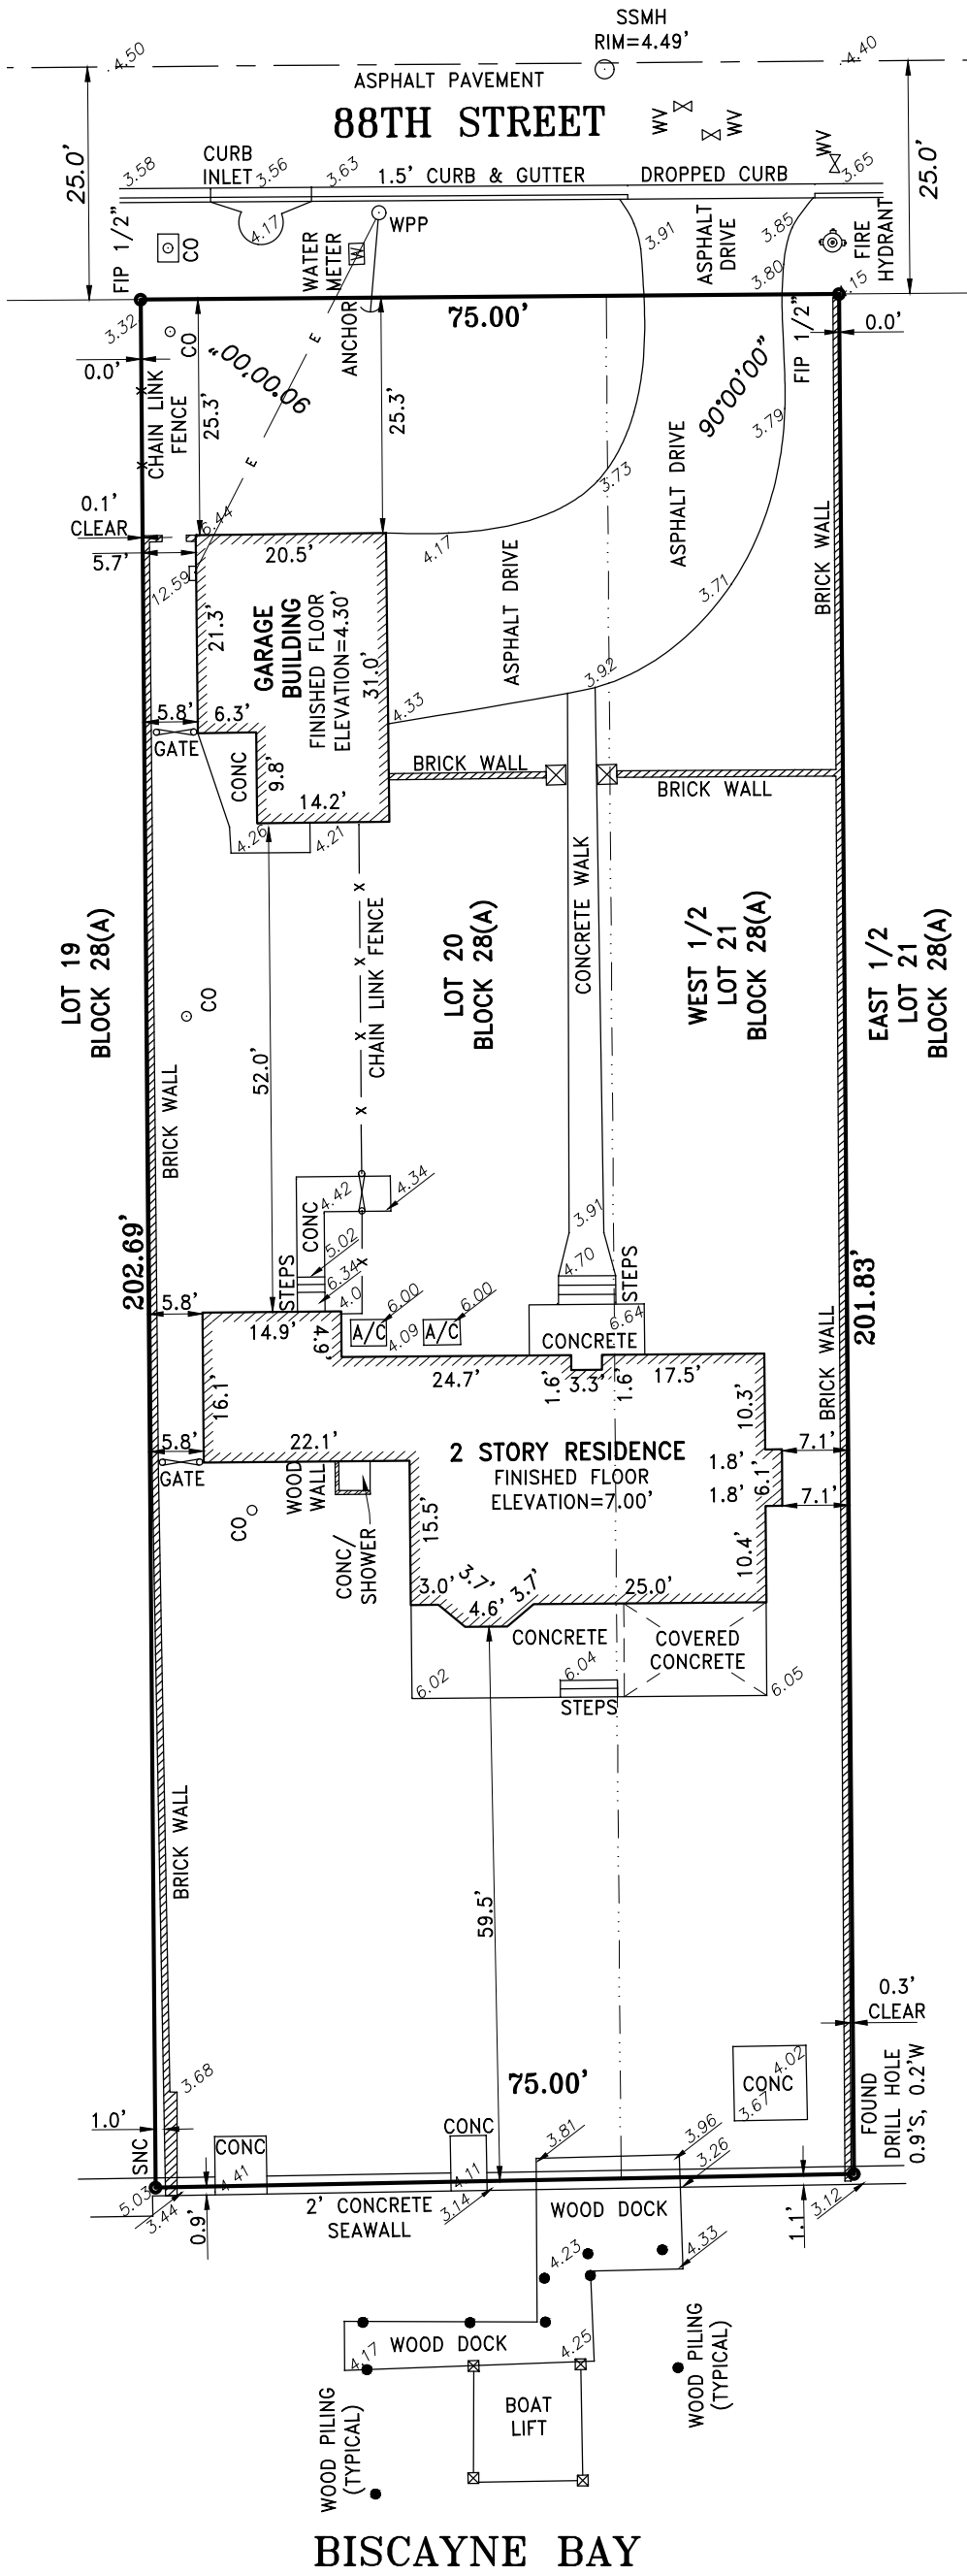 SSMH
RIM=4.49'
4.50
4.40
ASPHALT PAVEMENT
88TH STREET
WV
WV
WV
25.0'
25.0'
3.58
CURB
INLET
3.56
3.63
1.5' CURB & GUTTER
DROPPED CURB
3.65
4.17
WPP
3.91
ASPHALT
DRIVE
3.85
3.80
FIRE
HYDRANT
FIP 1/2"
CO
WATER
METER
W
4.15
75.00'
3.32
CO
ANCHOR
E
E
FIP 1/2"
0.0'
0.0'
90°00'00"
90°00'00"
CHAIN LINK
FENCE
25.3'
25.3'
3.79
3.73
ASPHALT DRIVE
0.1'
CLEAR
6.44
5.7'
20.5'
4.17
12.59
21.3'
GARAGE
BUILDING
FINISHED FLOOR
ELEVATION=4.30'
31.0'
ASPHALT DRIVE
3.71
BRICK WALL
3.92
4.33
5.8'
6.3'
GATE
CONC
9.8'
14.2'
BRICK WALL
BRICK WALL
4.26
4.21
X
X
X
X
X
CHAIN LINK FENCE
CONCRETE WALK
LOT 19
BLOCK 28(A)
LOT 20
BLOCK 28(A)
WEST 1/2
LOT 21
BLOCK 28(A)
EAST 1/2
LOT 21
BLOCK 28(A)
CO
52.0'
BRICK WALL
202.69'
201.83'
4.42
4.34
CONC
5.02
6.34
STEPS
4.0
3.91
4.70
STEPS
5.8'
14.9'
4.9'
A/C
6.00
4.09
A/C
6.00
6.64
CONCRETE
BRICK WALL
24.7'
1.6'
3.3'
1.6'
17.5'
16.1'
10.3'
5.8'
22.1'
GATE
2 STORY RESIDENCE
FINISHED FLOOR
ELEVATION=7.00'
1.8'
6.1'
1.8'
7.1'
7.1'
WOOD
WALL
CO
CONC/
SHOWER
15.5'
10.4'
3.0'
3.7'
4.6'
3.7'
25.0'
CONCRETE
COVERED
CONCRETE
6.02
6.04
6.05
STEPS
BRICK WALL
59.5'
0.3'
CLEAR
3.68
75.00'
4.02
CONC
3.67
FOUND
DRILL HOLE
0.9'S, 0.2'W
1.0'
SNC
CONC
4.41
CONC
4.11
3.81
3.96
3.26
5.03
3.44
0.9'
2' CONCRETE
SEAWALL
3.14
WOOD DOCK
1.1'
3.12
4.23
4.33
4.17
WOOD DOCK
4.25
WOOD PILING
(TYPICAL)
BOAT
LIFT
WOOD PILING
(TYPICAL)
BISCAYNE BAY